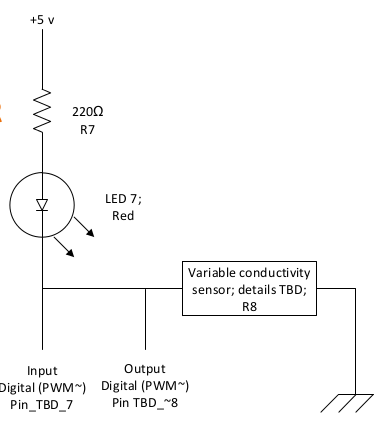 +5 v
220Ω
R7
LED 7;
Red
Variable conductivity
sensor; details TBD;
R8
Input
Digital (PWM~)
Pin_TBD_7
Output
Digital (PWM~)
Pin TBD_~8